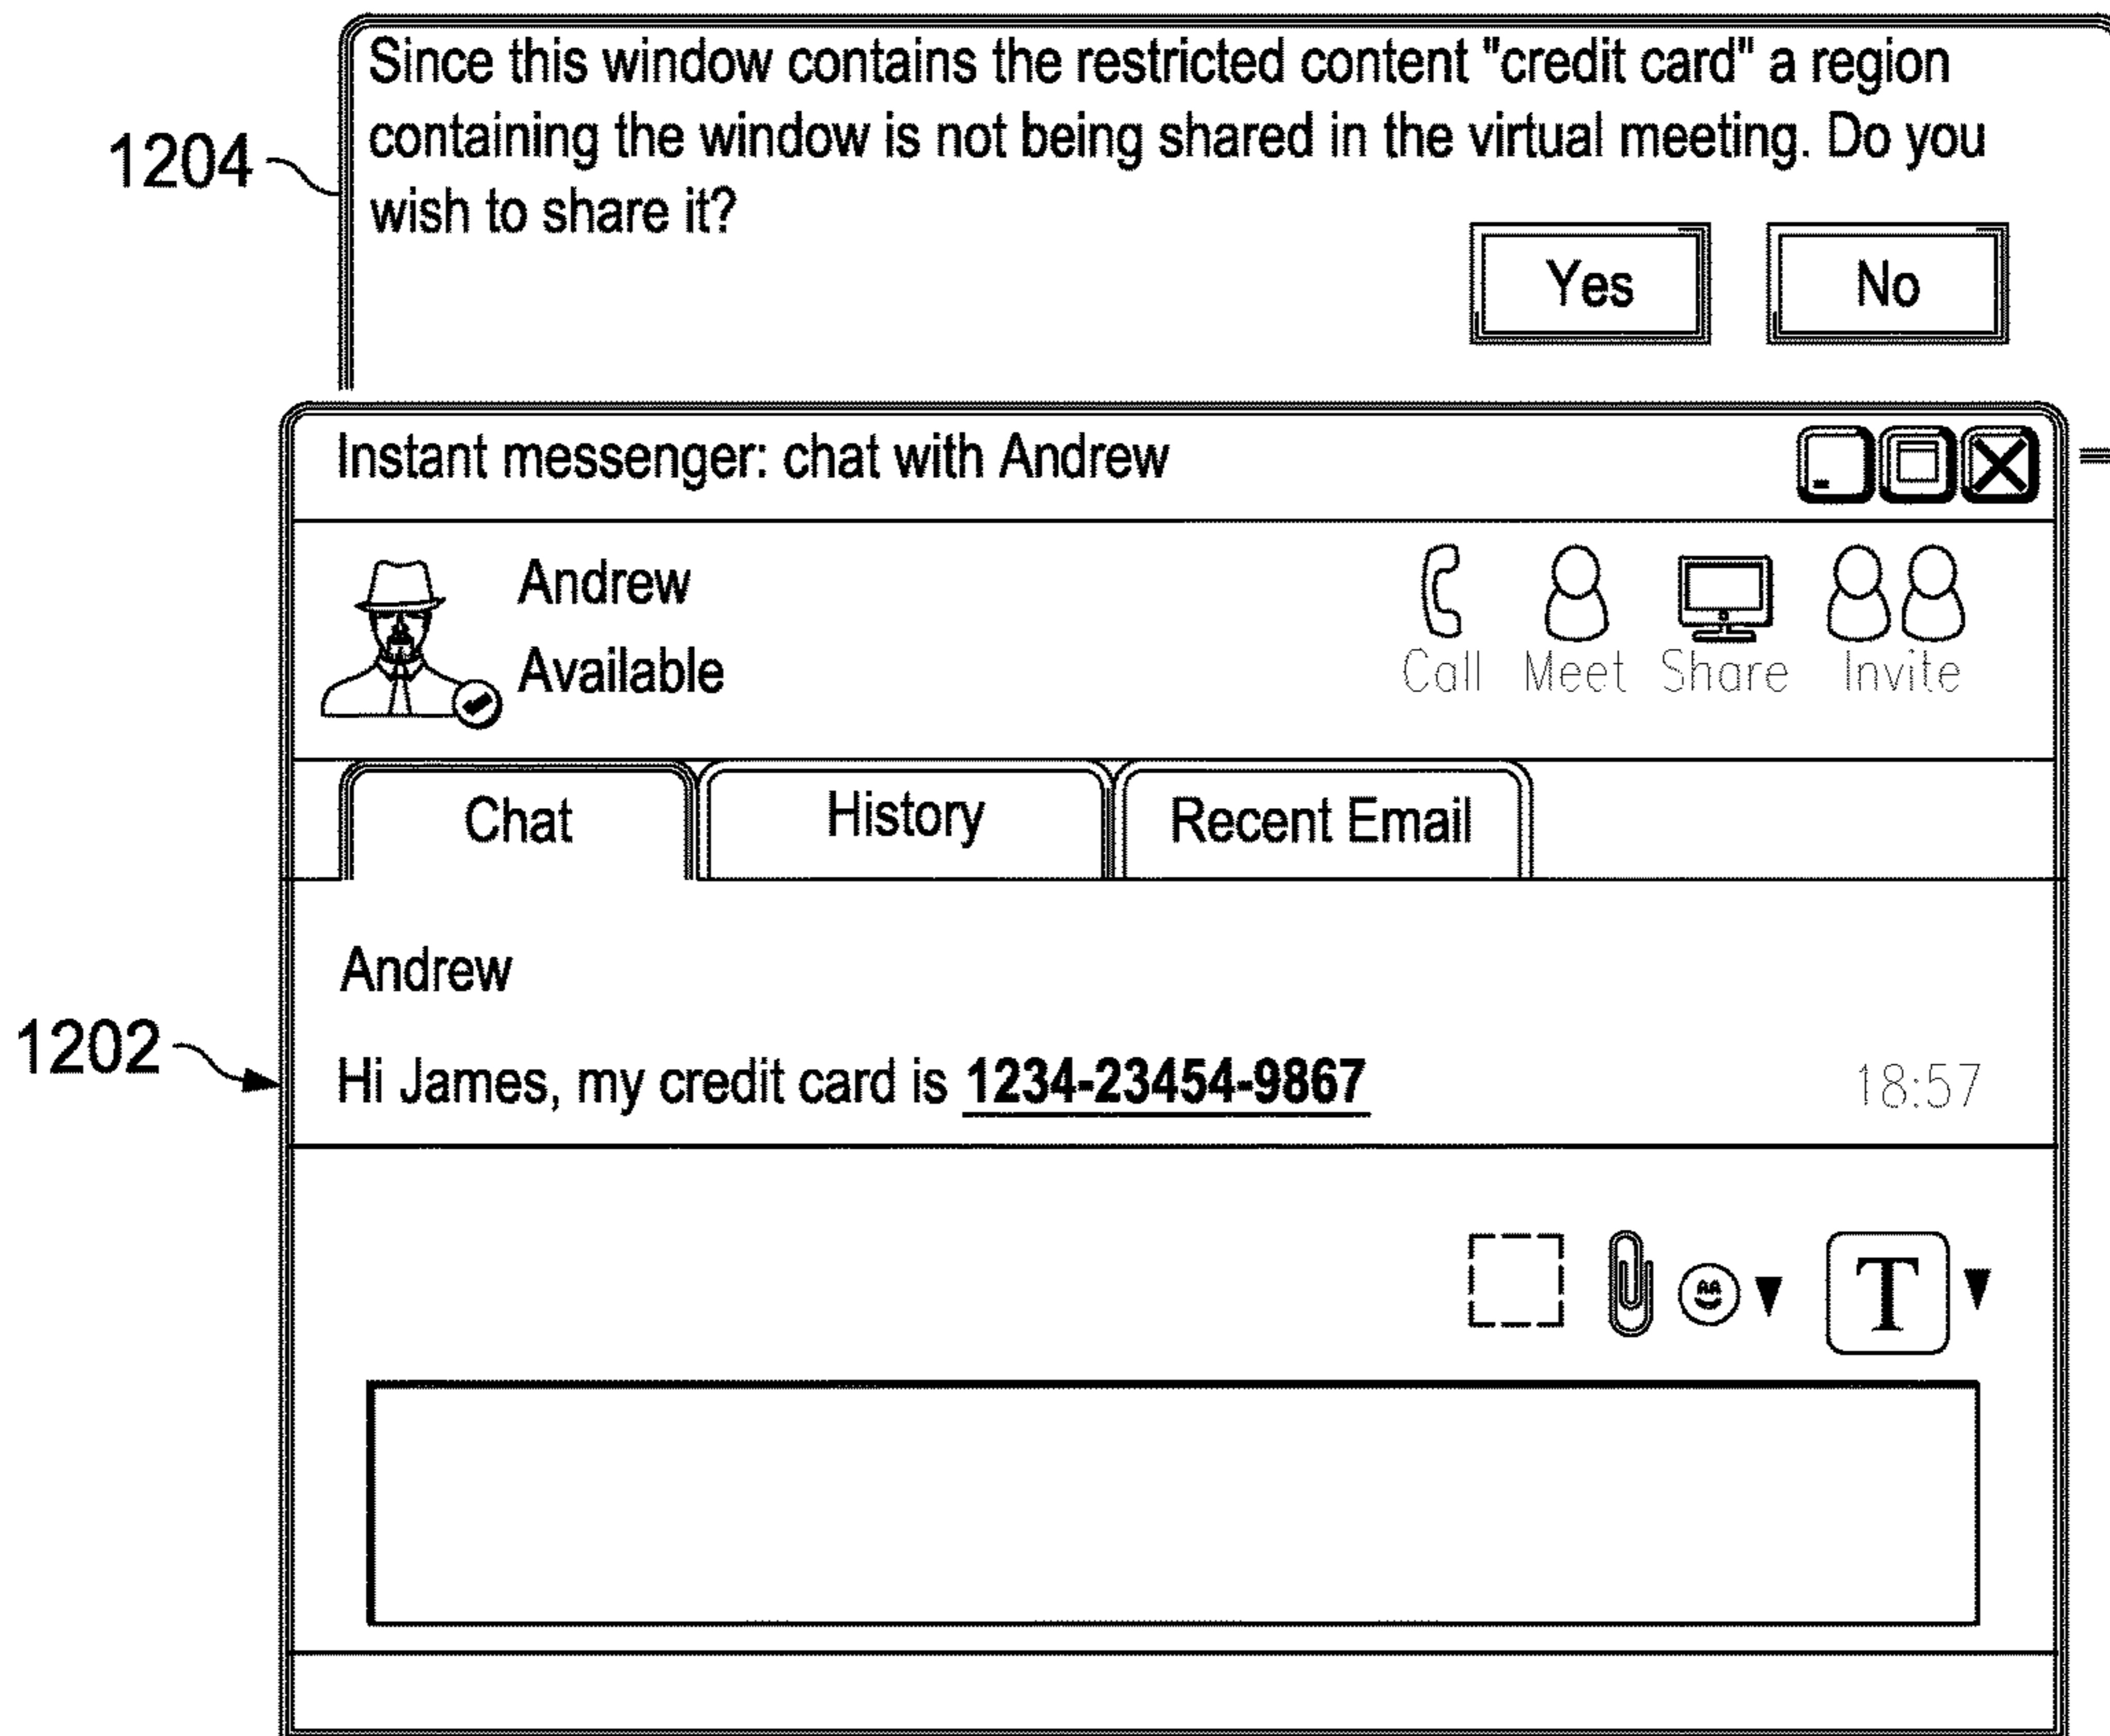 Since this window contains the restricted content "credit card" a region
containing the window is not being shared in the virtual meeting. Do you
wish to share it?
1204
Yes No
Instant messenger: chat with Andrew
Andrew
Available
Call Meet Share Invite
Chat History Recent Email
Andrew
1202
Hi James, my credit card is 1234-23454-9867 18:57
T